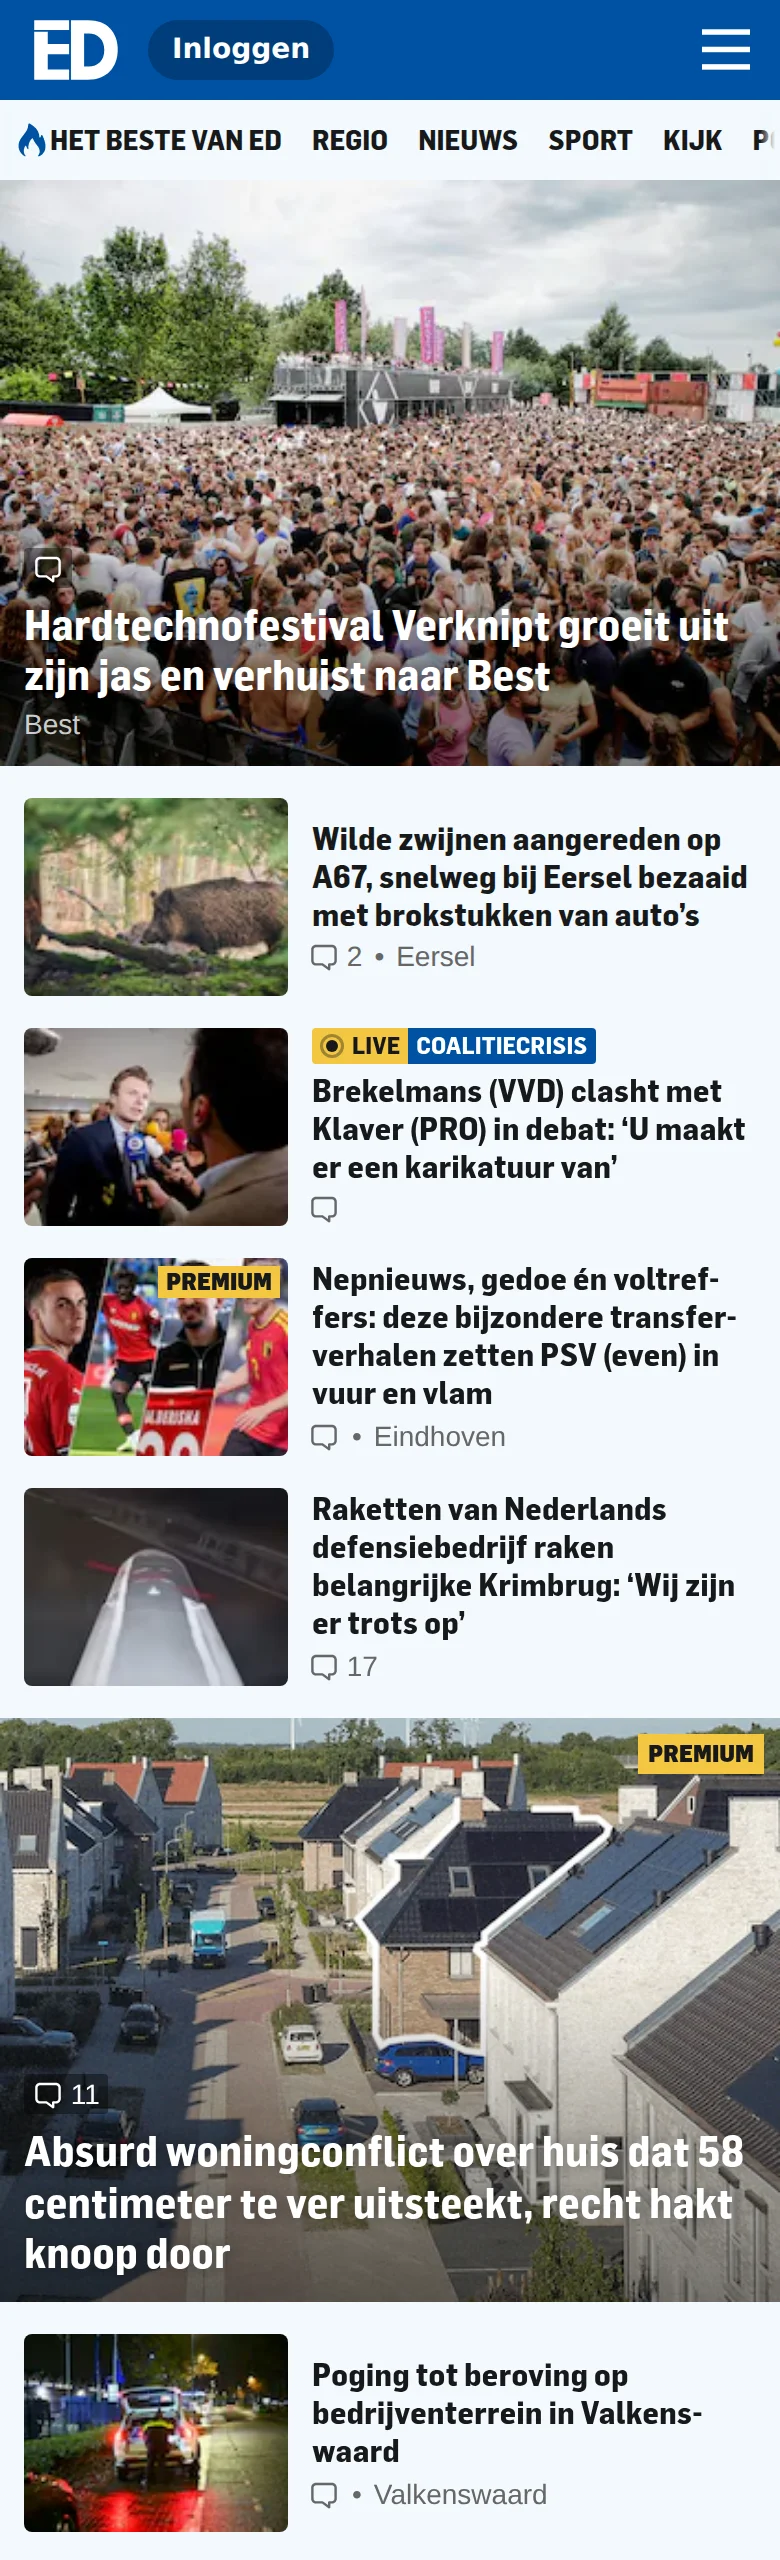 ED
Inloggen
HET BESTE VAN ED REGIO NIEUWS SPORT KIJK
Hardtechnofestival Verknipt groeit uit
zijn jas en verhuist naar Best
Best
Wilde zwijnen aangereden op
A67, snelweg bij Eersel bezaaid
met brokstukken van auto’s
2 • Eersel
LIVE COALITIECRISIS
Brekelmans (VVD) clasht met
Klaver (PRO) in debat: ‘U maakt
er een karikatuur van’
PREMIUM
Nepnieuws, gedoe én voltref-
fers: deze bijzondere transfer-
verhalen zetten PSV (even) in
vuur en vlam
• Eindhoven
Raketten van Nederlands
defensiebedrijf raken
belangrijke Krimbrug: ‘Wij zijn
er trots op’
17
PREMIUM
11
Absurd woningconflict over huis dat 58
centimeter te ver uitsteekt, recht hakt
knoop door
Poging tot beroving op
bedrijventerrein in Valkens-
waard
• Valkenswaard